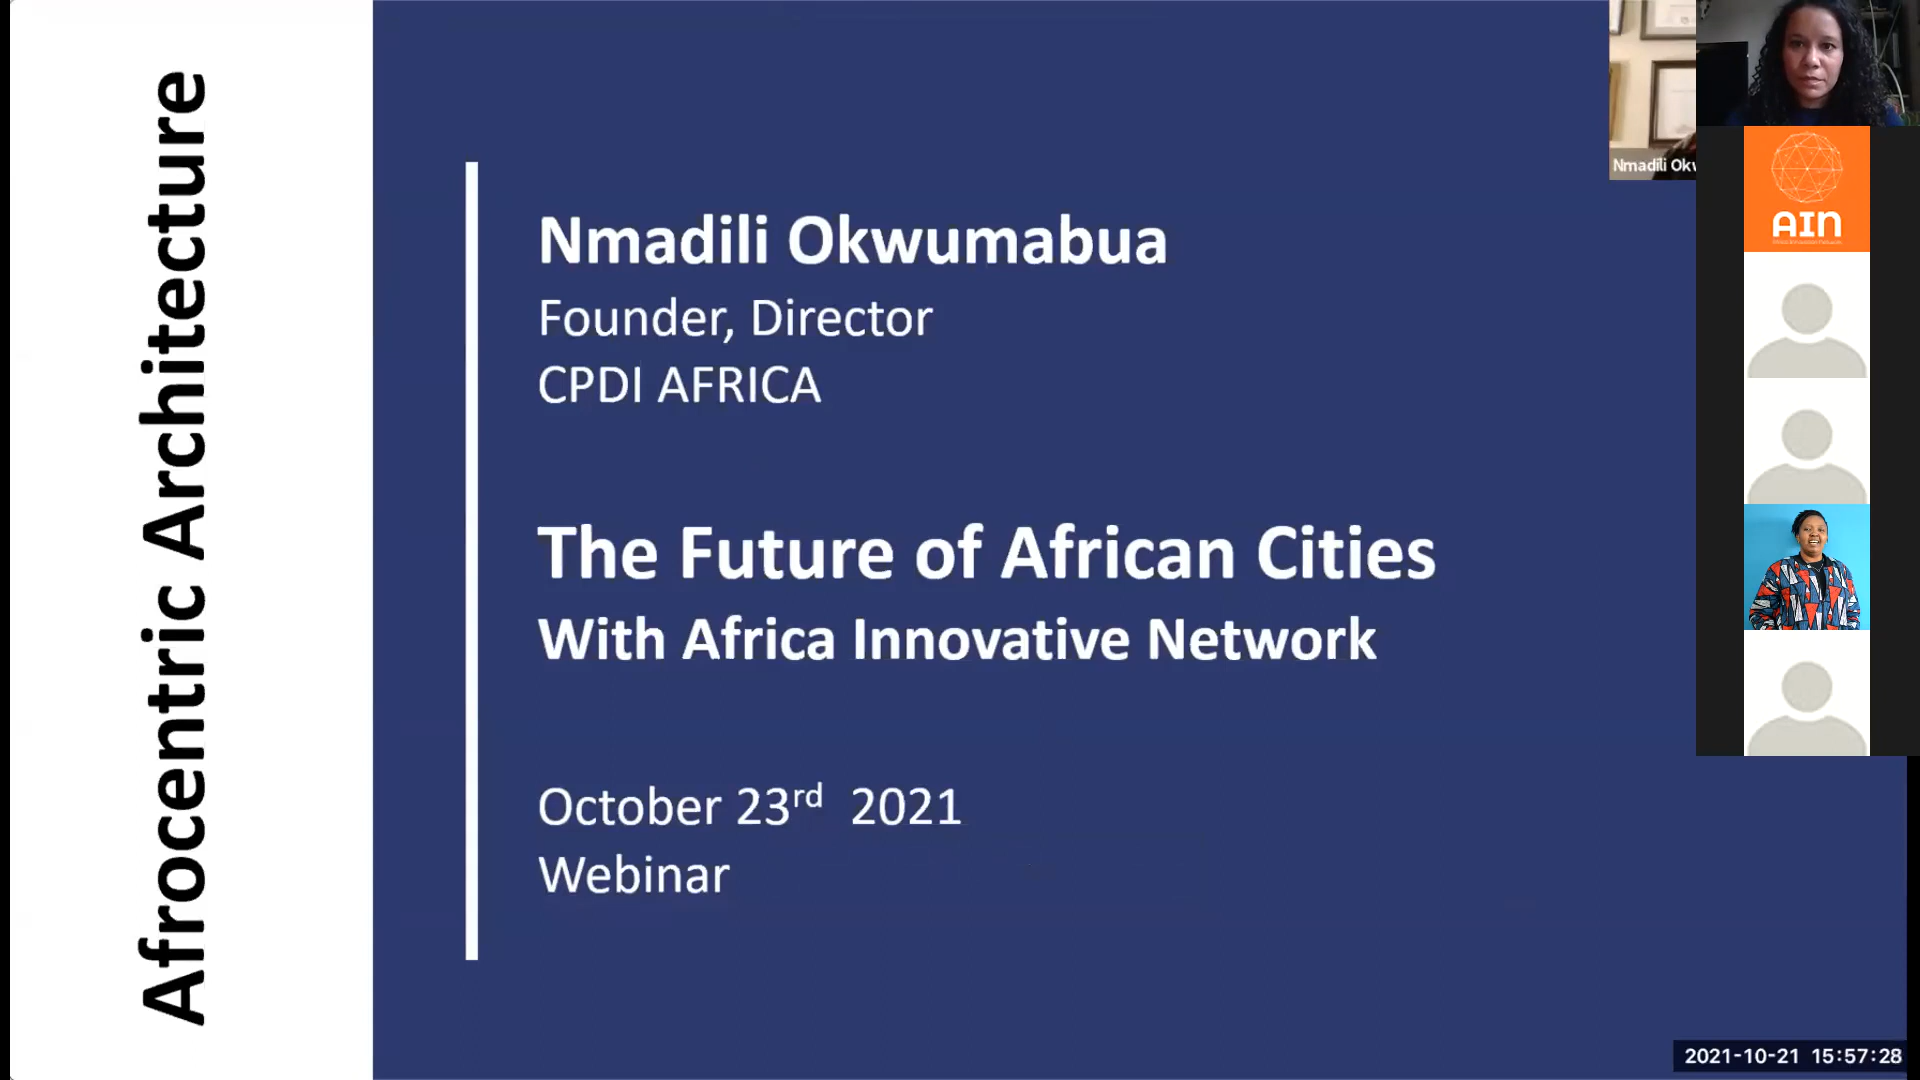 Afrocentric Architecture
Nmadili Okwumabua
Founder, Director
CPDI AFRICA
The Future of African Cities
With Africa Innovative Network
October 23rd 2021
Webinar
Nmadili
AIN
2021-10-21 15:57:28